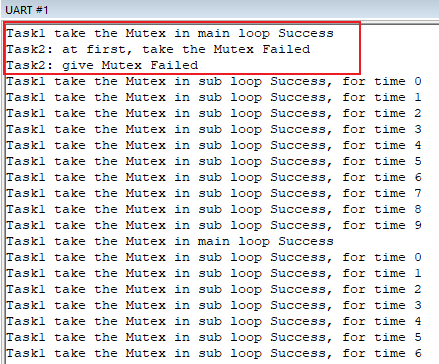 UART #1
Task1 take the Mutex in main loop Success
Task2: at first, take the Mutex Failed
Task2: give Mutex Failed
Task1 take the Mutex in sub loop Success, for time 0
Task1 take the Mutex in sub loop Success, for time 1
Task1 take the Mutex in sub loop Success, for time 2
Task1 take the Mutex in sub loop Success, for time 3
Task1 take the Mutex in sub loop Success, for time 4
Task1 take the Mutex in sub loop Success, for time 5
Task1 take the Mutex in sub loop Success, for time 6
Task1 take the Mutex in sub loop Success, for time 7
Task1 take the Mutex in sub loop Success, for time 8
Task1 take the Mutex in sub loop Success, for time 9
Task1 take the Mutex in main loop Success
Task1 take the Mutex in sub loop Success, for time 0
Task1 take the Mutex in sub loop Success, for time 1
Task1 take the Mutex in sub loop Success, for time 2
Task1 take the Mutex in sub loop Success, for time 3
Task1 take the Mutex in sub loop Success, for time 4
Task1 take the Mutex in sub loop Success, for time 5
Task1 take the Mutex in sub loop Success, for time 6